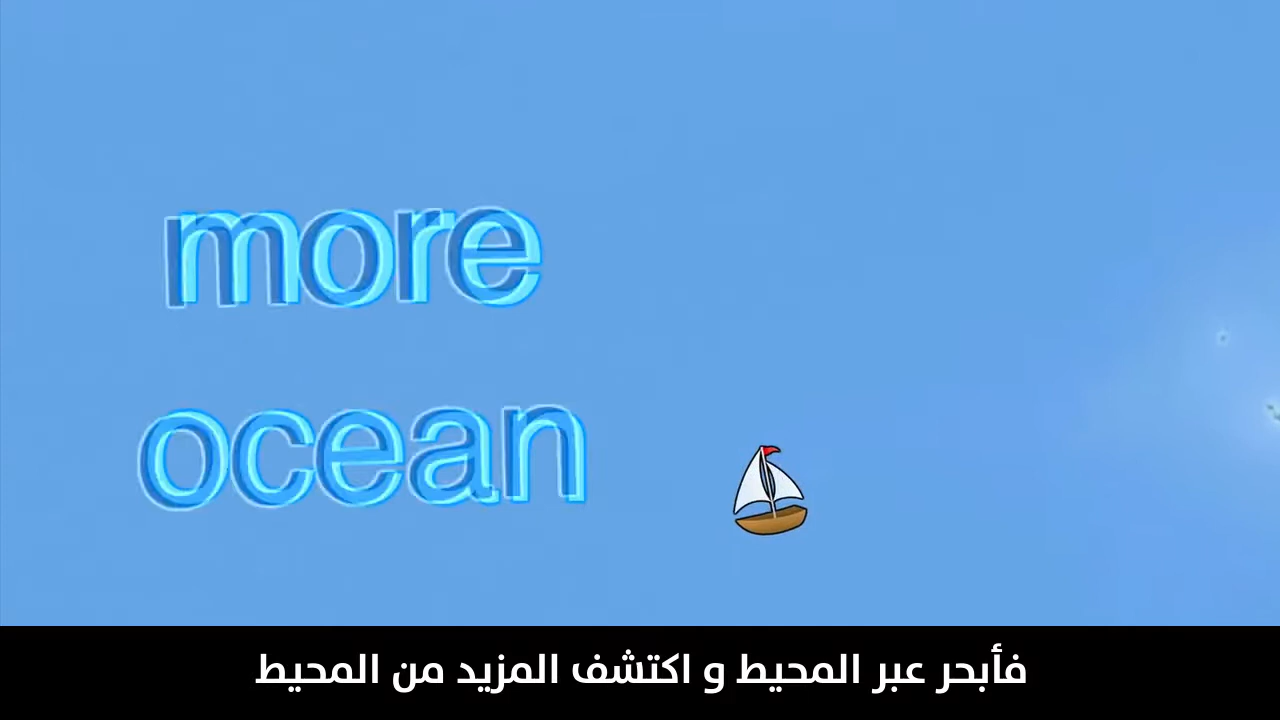 more
ocean
فأبحر عبر المحيط و اكتشف المزيد من المحيط